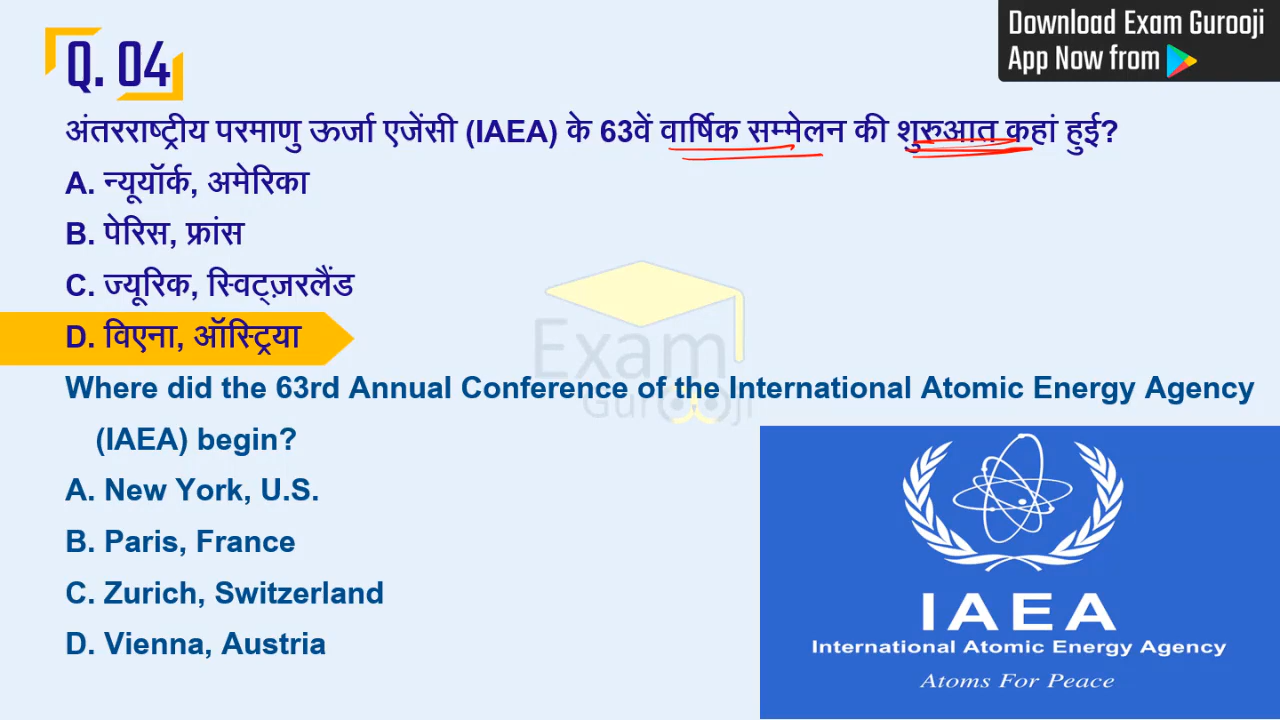 Download Exam Gurooji
App Now from
Q. 04
अंतरराष्ट्रीय परमाणु ऊर्जा एजेंसी (IAEA) के 63वें वार्षिक सम्मेलन की शुरुआत कहां हुई?
A. न्यूयॉर्क, अमेरिका
B. पेरिस, फ्रांस
C. ज्यूरिक, स्विट्ज़रलैंड
D. विएना, ऑस्ट्रिया
Exam
Gurooji
Where did the 63rd Annual Conference of the International Atomic Energy Agency
(IAEA) begin?
A. New York, U.S.
B. Paris, France
C. Zurich, Switzerland
D. Vienna, Austria
IAEA
International Atomic Energy Agency
Atoms For Peace